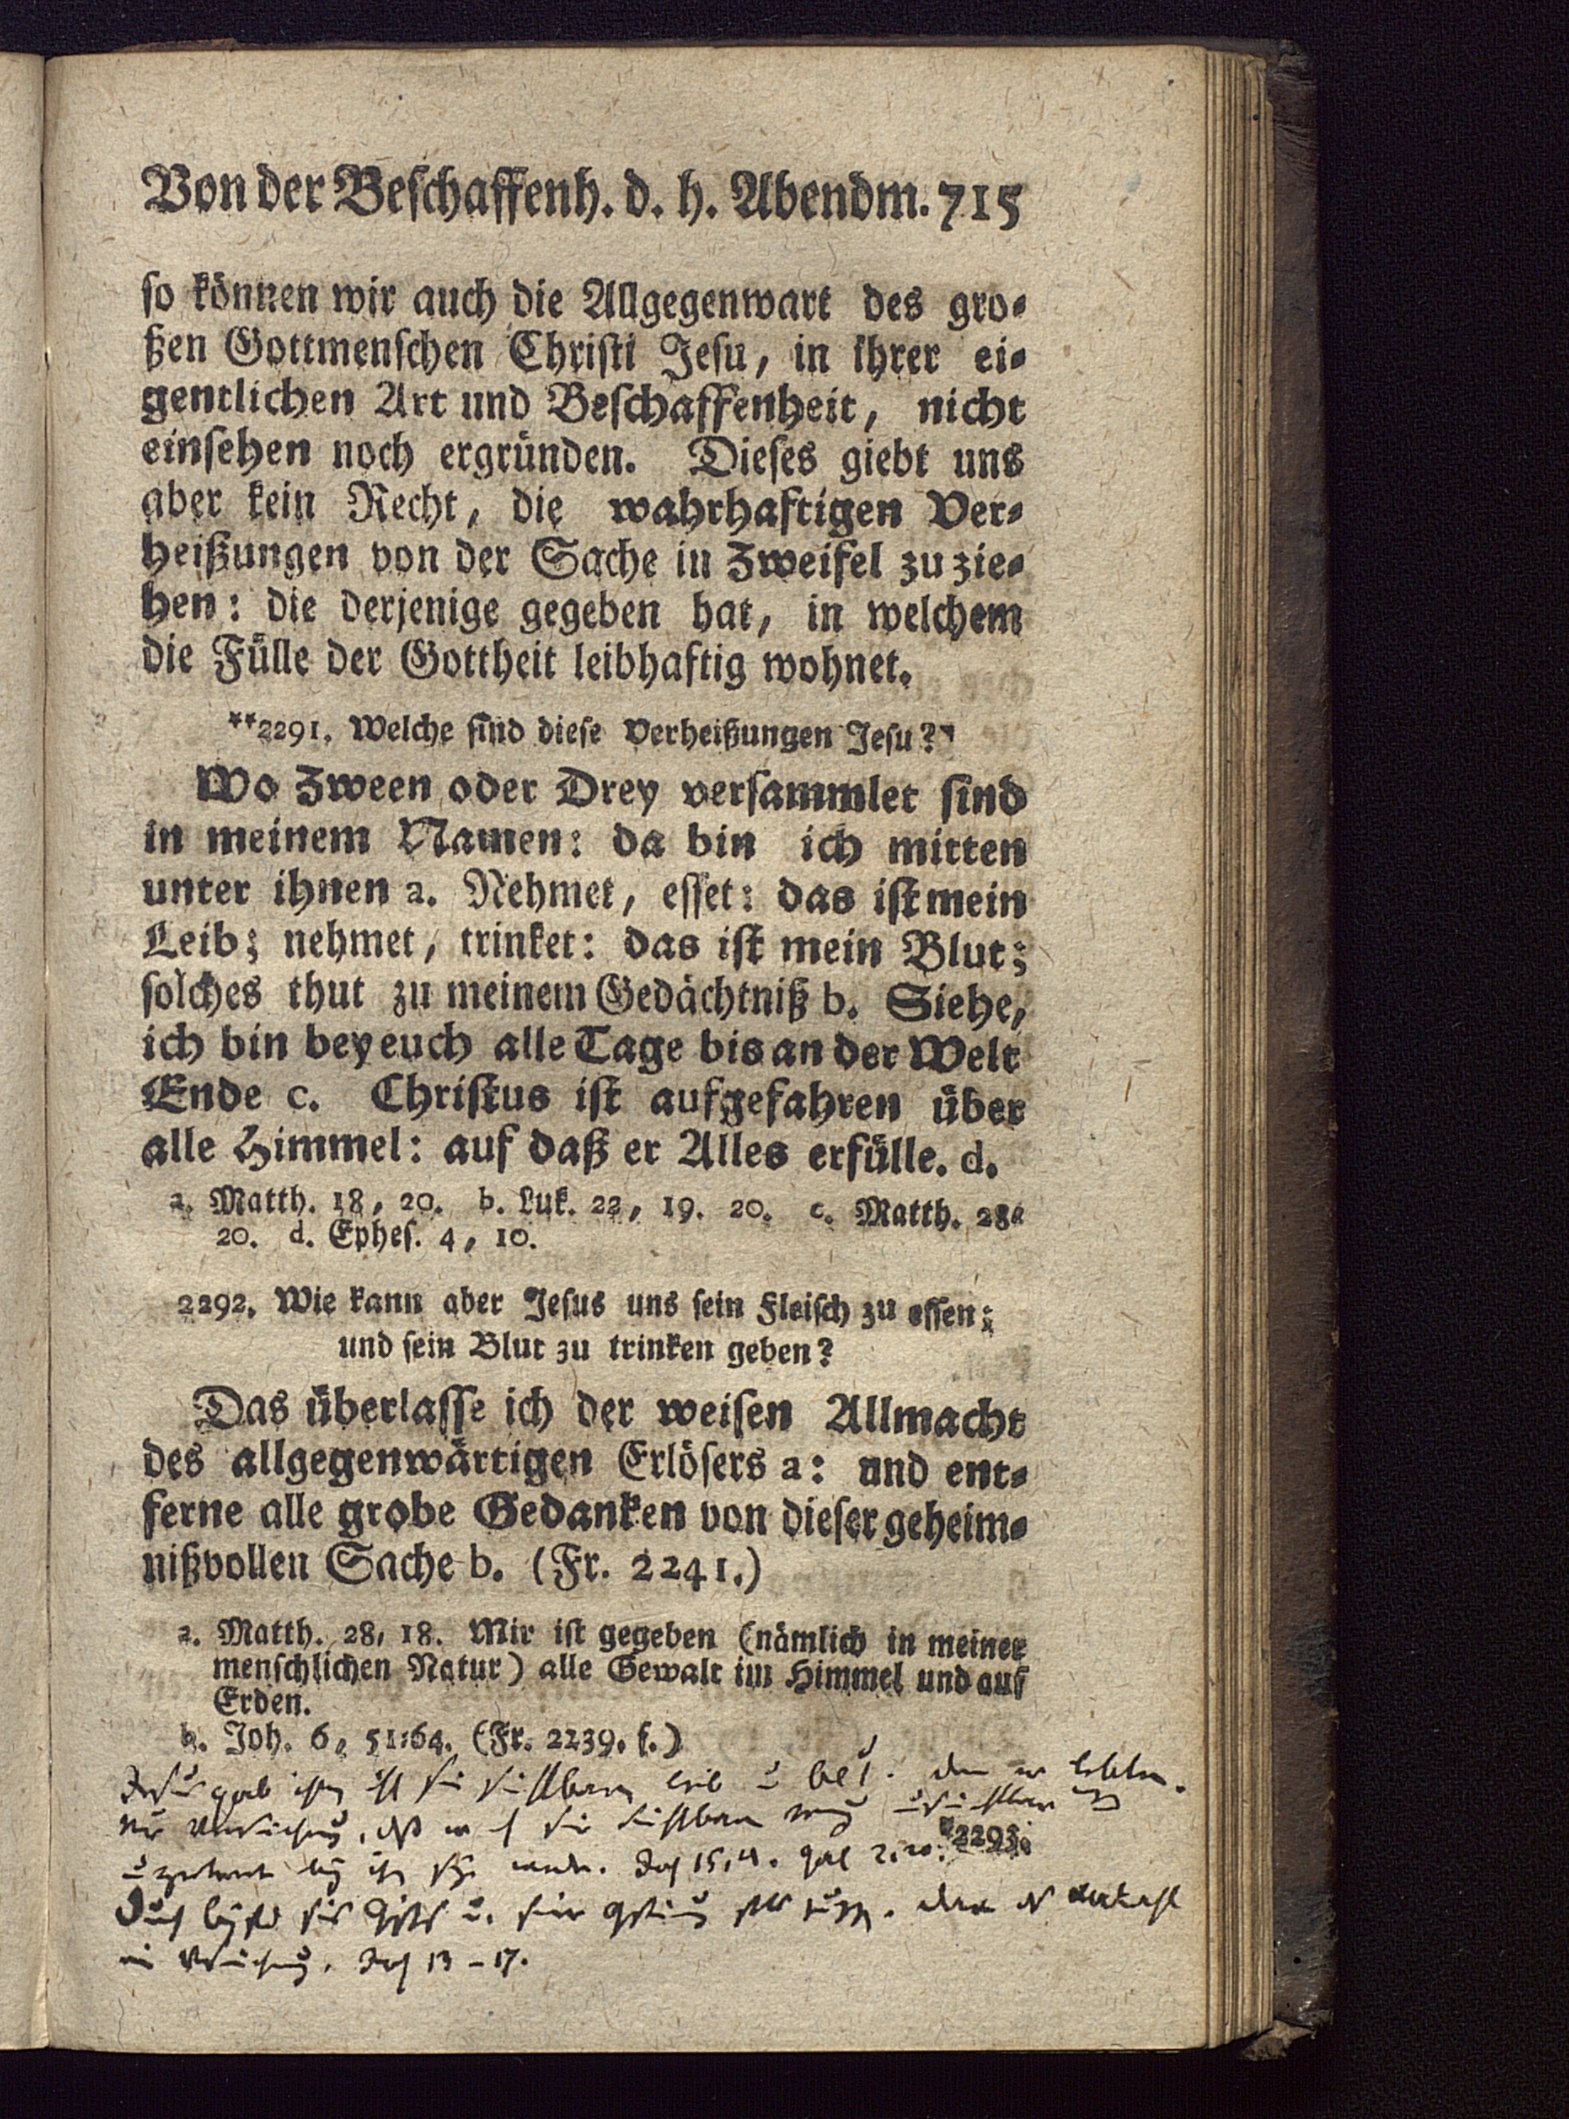 Von der Beschaffenh. d. h. Abendm. 715
so können wir auch die Allgegenwart des gro-
ßen Gottmenschen Christi Jesu, in ihrer ei-
gentlichen Art und Beschaffenheit, nicht
einsehen noch ergründen. Dieses giebt uns
aber kein Recht, die wahrhaftigen Ver-
heißungen von der Sache in Zweifel zu zie-
hen: die derjenige gegeben hat, in welchem
die Fülle der Gottheit leibhaftig wohnet.
**2291. Welche sind diese Verheißungen Jesu?*
Wo Zween oder Drey versammlet sind
in meinem Namen: da bin ich mitten
unter ihnen a. Nehmet, esset: das ist mein
Leib; nehmet, trinket: das ist mein Blut;
solches thut zu meinem Gedächtniß b. Siehe,
ich bin bey euch alle Tage bis an der Welt
Ende c. Christus ist aufgefahren über
alle Himmel: auf daß er Alles erfülle. d.
a. Matth. 18, 20. b. Luk. 22, 19. 20. c. Matth. 28,
20. d. Ephes. 4, 10.
2292. Wie kann aber Jesus uns sein Fleisch zu essen;
und sein Blut zu trinken geben?
Das überlasse ich der weisen Allmacht
des allgegenwärtigen Erlösers a: und ent-
ferne alle grobe Gedanken von dieser geheim-
nißvollen Sache b. (Fr. 2241.)
a. Matth. 28, 18. Mir ist gegeben (nämlich in meiner
menschlichen Natur) alle Gewalt im Himmel und auf
Erden.
b. Joh. 6, 51:64. (Fr. 2239. f.)
*2293.
Joh 15, 4. Gal 2. 20.
Joh 13-17.